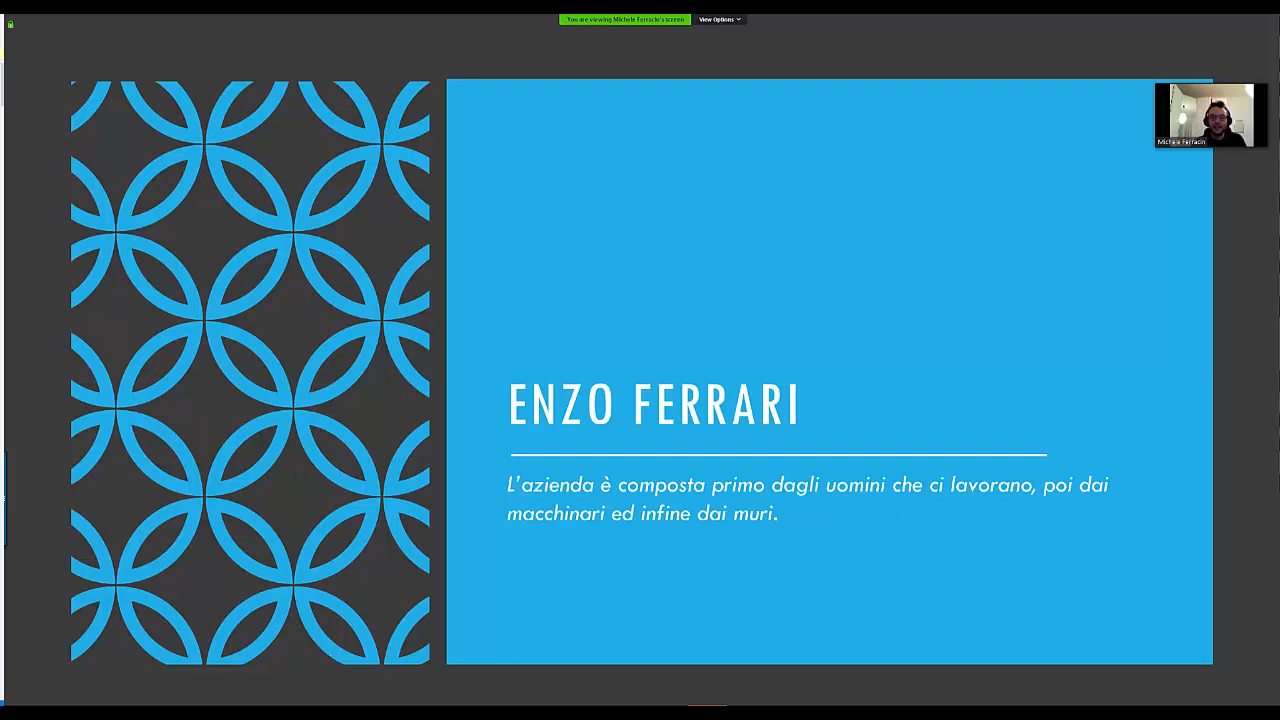 You are viewing Michele Ferracin's screen
View Options
Michele Ferracin
ENZO FERRARI
L'azienda è composta primo dagli uomini che ci lavorano, poi dai
macchinari ed infine dai muri.